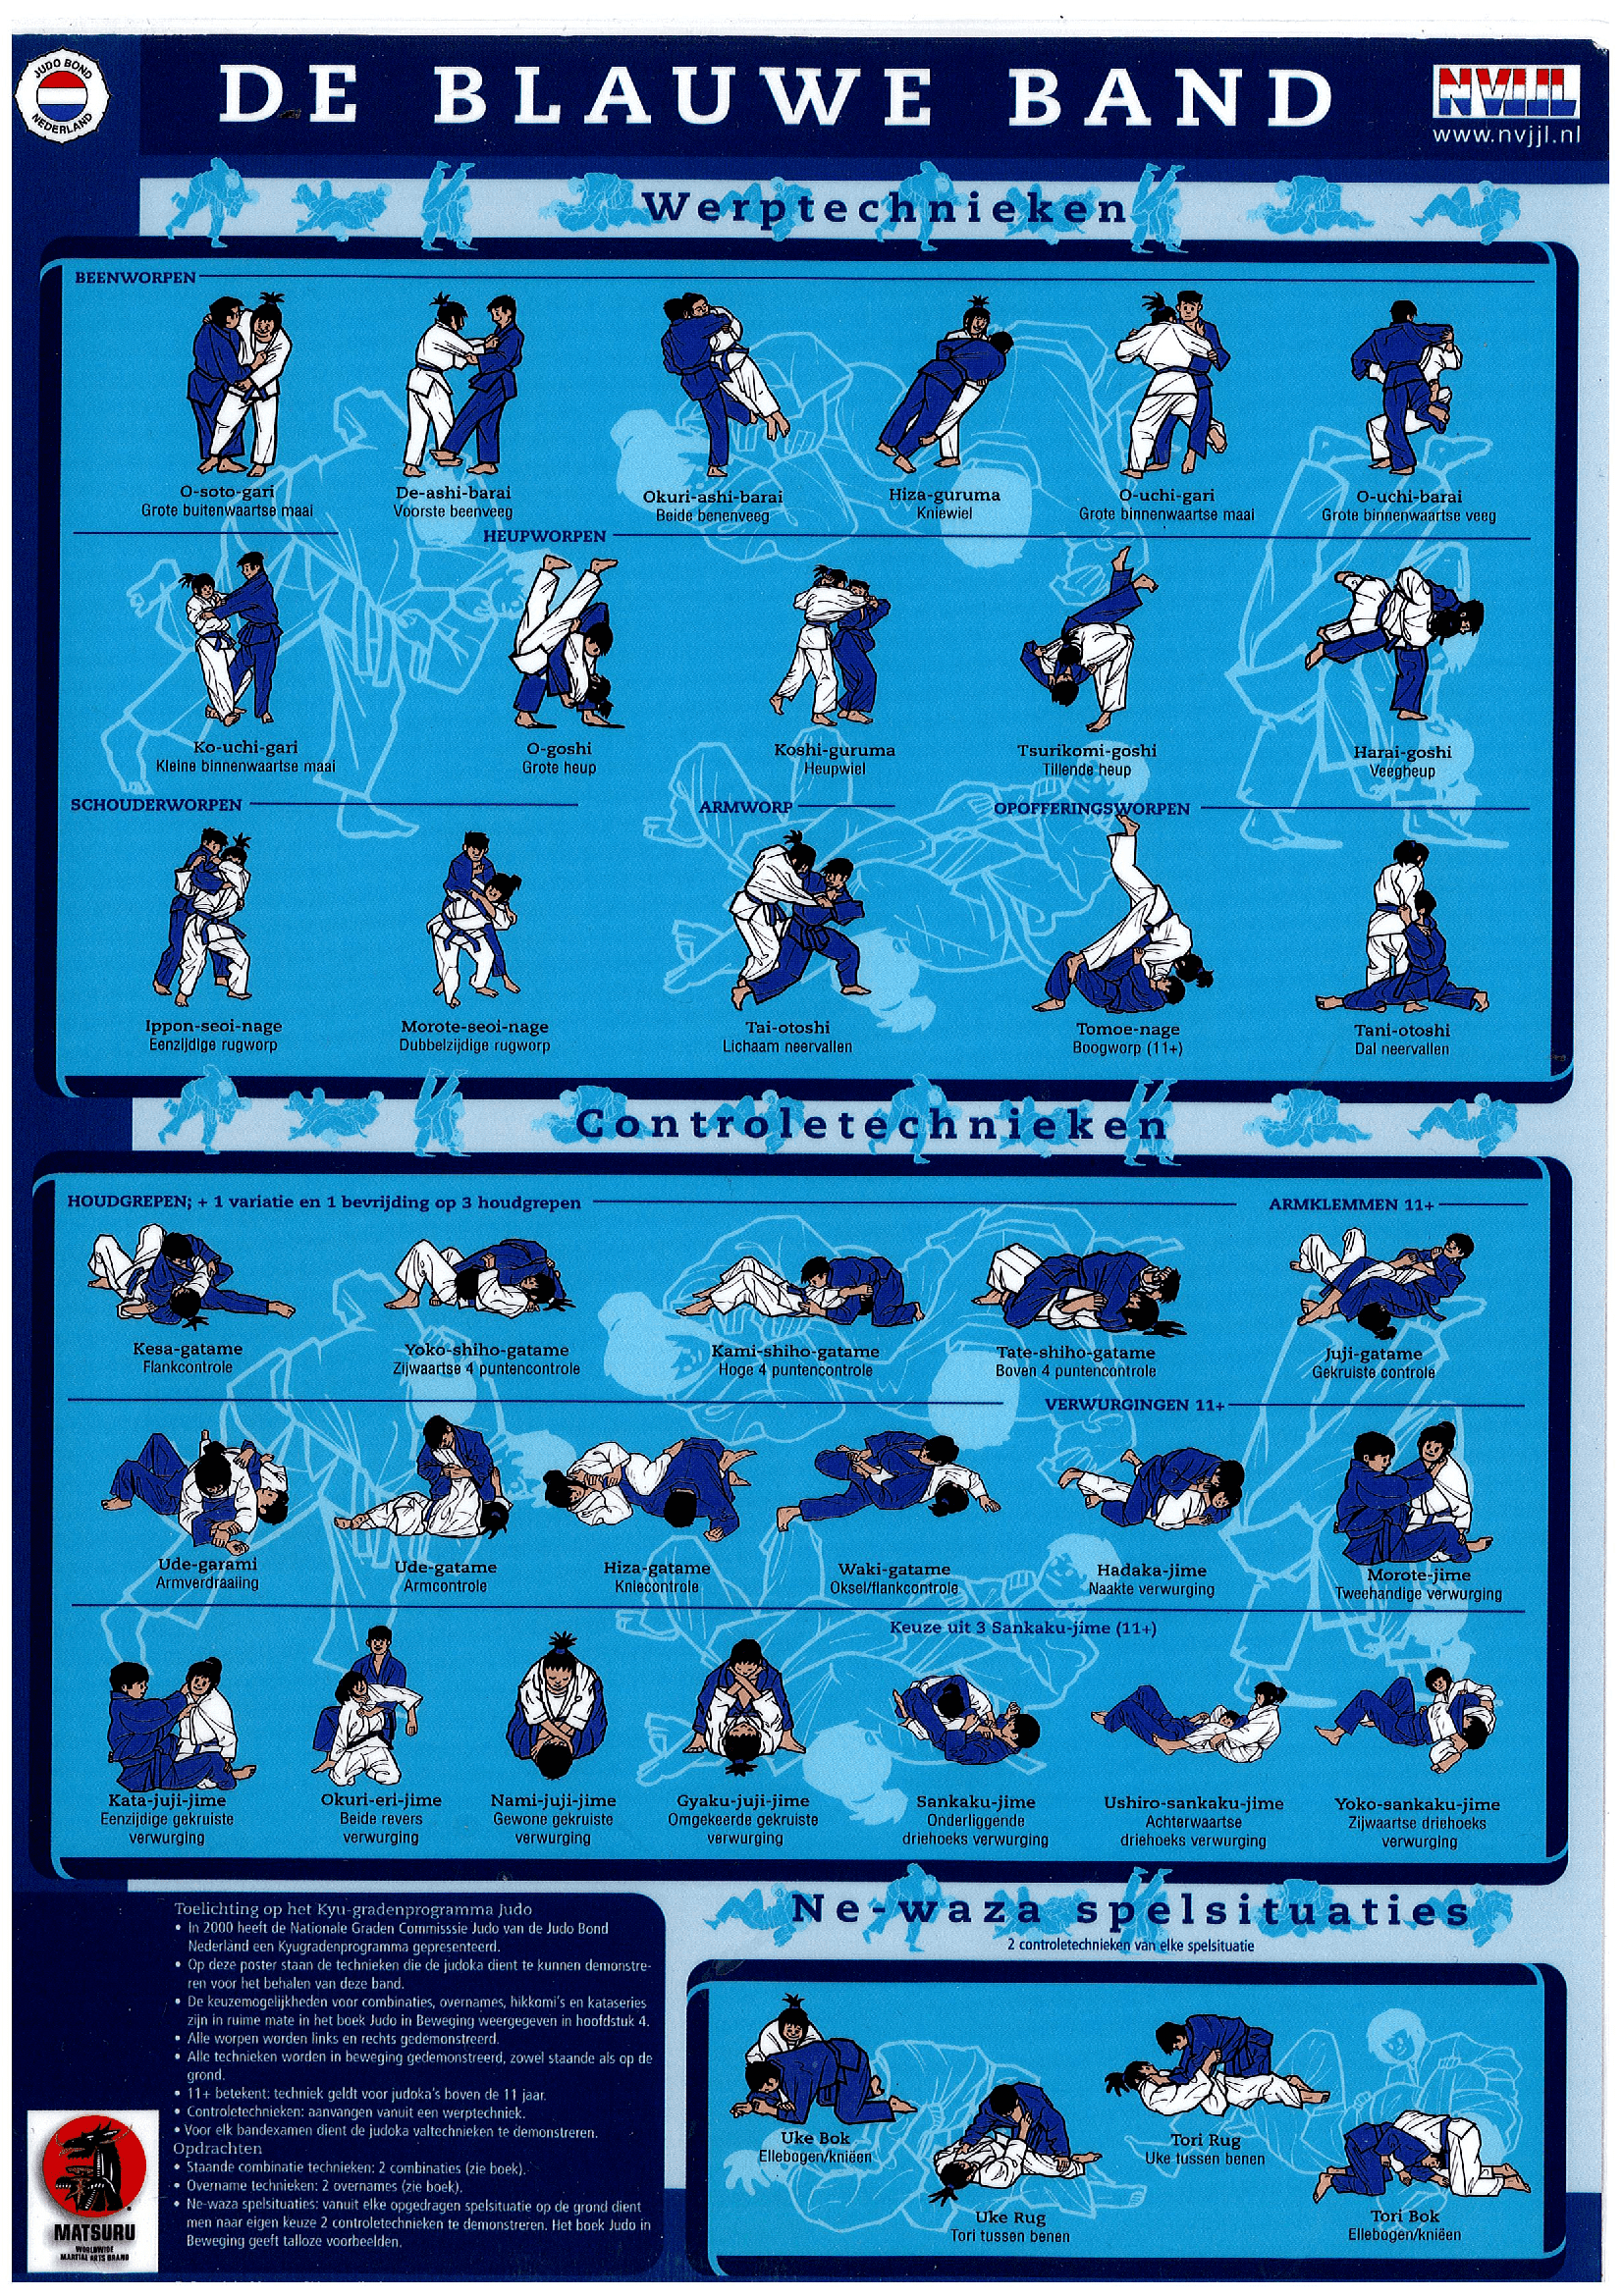 JUDO BOND
NEDERLAND
DE BLAUWE BAND
NVJJL
www.nvjjl.nl
Werptechnieken
BEENWORPEN
O-soto-gari
Grote buitenwaartse maai
De-ashi-barai
Voorste beenveeg
Okuri-ashi-barai
Beide benenveeg
Hiza-guruma
Kniewiel
O-uchi-gari
Grote binnenwaartse maai
O-uchi-barai
Grote binnenwaartse veeg
HEUPWORPEN
Ko-uchi-gari
Kleine binnenwaartse maai
O-goshi
Grote heup
Koshi-guruma
Heupwiel
Tsurikomi-goshi
Tillende heup
Harai-goshi
Veegheup
SCHOUDERWORPEN
ARMWORP
OPOFFERINGSWORPEN
Ippon-seoi-nage
Eenzijdige rugworp
Morote-seoi-nage
Dubbelzijdige rugworp
Tai-otoshi
Lichaam neervallen
Tomoe-nage
Boogworp (11+)
Tani-otoshi
Dal neervallen
Controletechnieken
HOUDGREPEN; + 1 variatie en 1 bevrijding op 3 houdgrepen
ARMKLEMMEN 11+
Kesa-gatame
Flankcontrole
Yoko-shiho-gatame
Zijwaartse 4 puntencontrole
Kami-shiho-gatame
Hoge 4 puntencontrole
Tate-shiho-gatame
Boven 4 puntencontrole
Juji-gatame
Gekruiste controle
VERWURGINGEN 11+
Ude-garami
Armverdraaiing
Ude-gatame
Armcontrole
Hiza-gatame
Kniecontrole
Waki-gatame
Oksel/flankcontrole
Hadaka-jime
Naakte verwurging
Morote-jime
Tweehandige verwurging
Keuze uit 3 Sankaku-jime (11+)
Kata-juji-jime
Eenzijdige gekruiste
verwurging
Okuri-eri-jime
Beide revers
verwurging
Nami-juji-jime
Gewone gekruiste
verwurging
Gyaku-juji-jime
Omgekeerde gekruiste
verwurging
Sankaku-jime
Onderliggende
driehoeks verwurging
Ushiro-sankaku-jime
Achterwaartse
driehoeks verwurging
Yoko-sankaku-jime
Zijwaartse driehoeks
verwurging
Toelichting op het Kyu-gradenprogramma Judo
• In 2000 heeft de Nationale Graden Commisssie Judo van de Judo Bond
Nederland een Kyugradenprogramma gepresenteerd.
• Op deze poster staan de technieken die de judoka dient te kunnen demonstre-
ren voor het behalen van deze band.
• De keuzemogelijkheden voor combinaties, overnames, hikkomi's en kataseries
zijn in ruime mate in het boek Judo in Beweging weergegeven in hoofdstuk 4.
• Alle worpen worden links en rechts gedemonstreerd.
• Alle technieken worden in beweging gedemonstreerd, zowel staande als op de
grond.
• 11+ betekent: techniek geldt voor judoka's boven de 11 jaar.
• Controletechnieken: aanvangen vanuit een werptechniek.
• Voor elk bandexamen dient de judoka valtechnieken te demonstreren.
Opdrachten
• Staande combinatie technieken: 2 combinaties (zie boek).
• Overname technieken: 2 overnames (zie boek).
• Ne-waza spelsituaties: vanuit elke opgedragen spelsituatie op de grond dient
men naar eigen keuze 2 controletechnieken te demonstreren. Het boek Judo in
Beweging geeft talloze voorbeelden.
MATSURU
WORLDWIDE
MARTIAL ARTS BRAND
Ne-waza spelsituaties
2 controletechnieken van elke spelsituatie
Uke Bok
Ellebogen/knieën
Uke Rug
Tori tussen benen
Tori Rug
Uke tussen benen
Tori Bok
Ellebogen/knieën